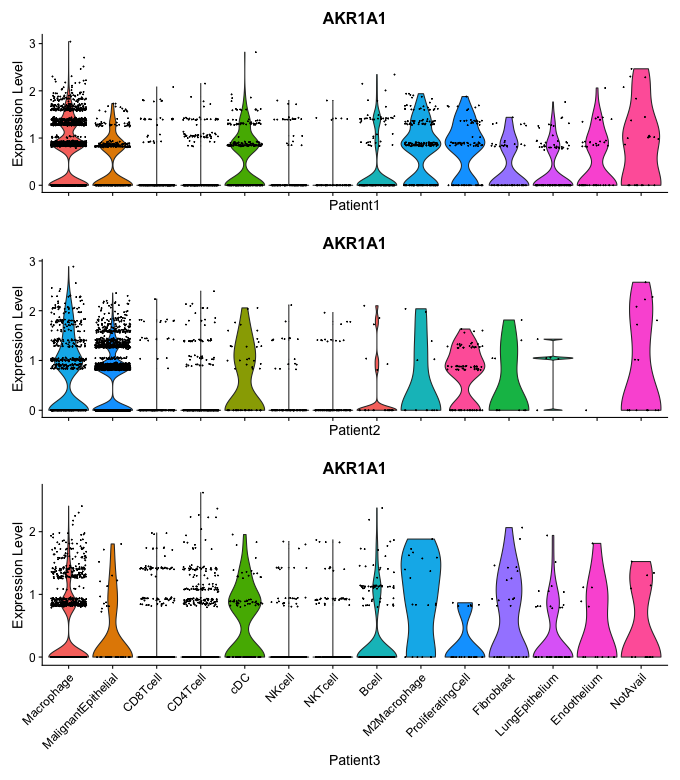 AKR1A1
Expression Level
3
2
1
0
Patient1
AKR1A1
Expression Level
3
2
1
0
Patient2
AKR1A1
Expression Level
2
1
0
Macrophage
MalignantEpithelial
CD8Tcell
CD4Tcell
cDC
NKcell
NKTcell
Bcell
M2Macrophage
ProliferatingCell
Fibroblast
LungEpithelium
Endothelium
NotAvail
Patient3